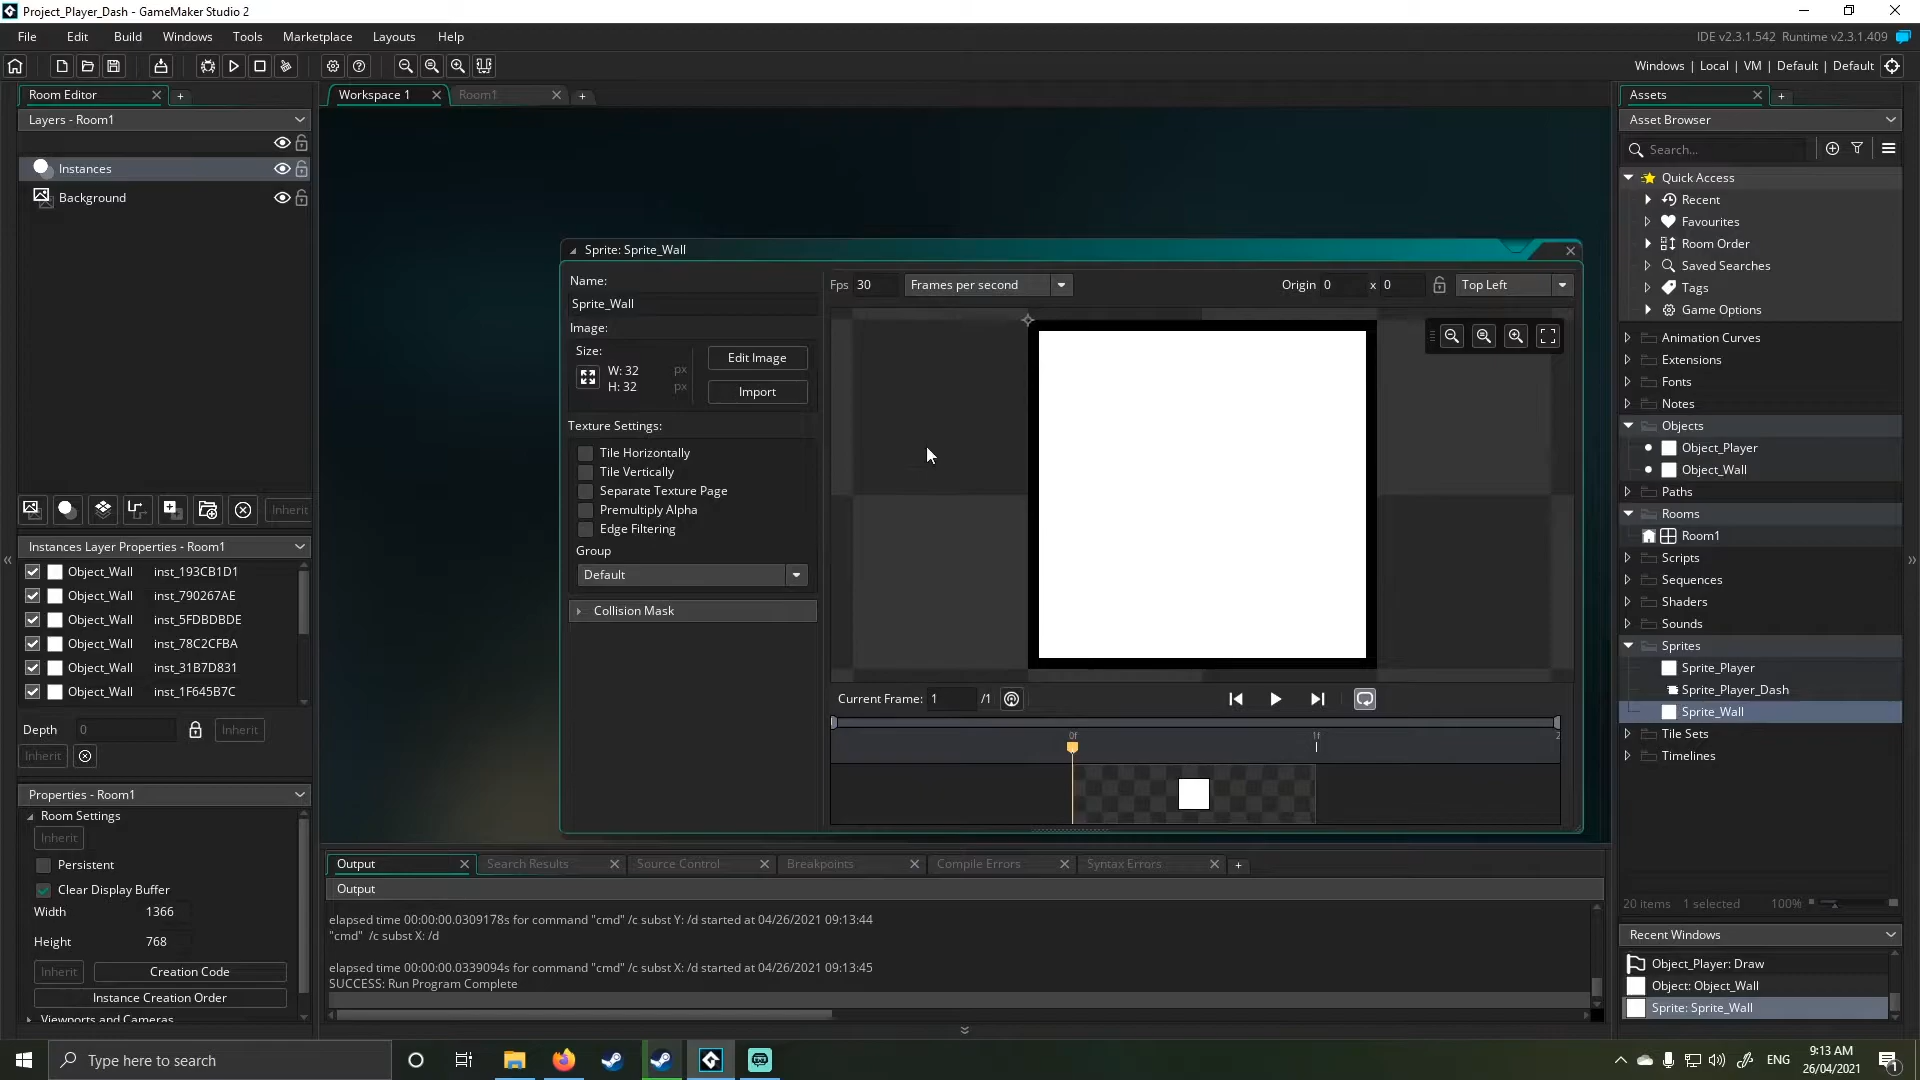 Project_Player_Dash - GameMaker Studio 2
File Edit Build Windows Tools Marketplace Layouts Help
IDE v2.3.1.542 Runtime v2.3.1.409
Windows | Local | VM | Default | Default
Room Editor
Layers - Room1
Instances
Background
Inherit
Instances Layer Properties - Room1
Object_Wall inst_193CB1D1
Object_Wall inst_790267AE
Object_Wall inst_5FDBDBDE
Object_Wall inst_78C2CFBA
Object_Wall inst_31B7D831
Object_Wall inst_1F645B7C
Depth 0 Inherit
Inherit
Properties - Room1
Room Settings
Inherit
Persistent
Clear Display Buffer
Width 1366
Height 768
Inherit Creation Code
Instance Creation Order
Viewports and Cameras
Workspace 1 Room1
Sprite: Sprite_Wall
Name:
Sprite_Wall
Image:
Size:
W: 32 px
H: 32 px
Edit Image
Import
Texture Settings:
Tile Horizontally
Tile Vertically
Separate Texture Page
Premultiply Alpha
Edge Filtering
Group
Default
Collision Mask
Fps 30 Frames per second Origin 0 x 0 Top Left
Current Frame: 1 /1
0f 1f 2
Output Search Results Source Control Breakpoints Compile Errors Syntax Errors
Output
elapsed time 00:00:00.0309178s for command "cmd" /c subst Y: /d started at 04/26/2021 09:13:44
"cmd" /c subst X: /d
elapsed time 00:00:00.0339094s for command "cmd" /c subst X: /d started at 04/26/2021 09:13:45
SUCCESS: Run Program Complete
Assets
Asset Browser
Search...
Quick Access
Recent
Favourites
Room Order
Saved Searches
Tags
Game Options
Animation Curves
Extensions
Fonts
Notes
Objects
Object_Player
Object_Wall
Paths
Rooms
Room1
Scripts
Sequences
Shaders
Sounds
Sprites
Sprite_Player
Sprite_Player_Dash
Sprite_Wall
Tile Sets
Timelines
20 items 1 selected 100%
Recent Windows
Object_Player: Draw
Object: Object_Wall
Sprite: Sprite_Wall
Type here to search
ENG
9:13 AM
26/04/2021
1